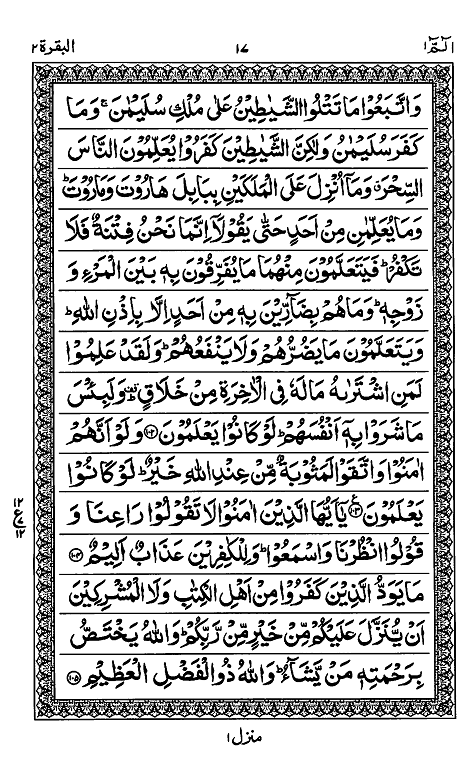 الٓمّٓ ١
١٧
البقرة ٢
وَاتَّبَعُوْا مَا تَتْلُوا الشَّيٰطِيْنُ عَلٰى مُلْكِ سُلَيْمٰنَ ۚ وَمَا
كَفَرَ سُلَيْمٰنُ وَلٰكِنَّ الشَّيٰطِيْنَ كَفَرُوْا يُعَلِّمُوْنَ النَّاسَ
السِّحْرَ ۗ وَمَآ اُنْزِلَ عَلَى الْمَلَكَيْنِ بِبَابِلَ هَارُوْتَ وَمَارُوْتَ ؕ
وَمَا يُعَلِّمٰنِ مِنْ اَحَدٍ حَتّٰى يَقُوْلَآ اِنَّمَا نَحْنُ فِتْنَةٌ فَلَا
تَكْفُرْ ؕ فَيَتَعَلَّمُوْنَ مِنْهُمَا مَا يُفَرِّقُوْنَ بِهٖ بَيْنَ الْمَرْءِ وَ
زَوْجِهٖ ؕ وَمَا هُمْ بِضَآرِّيْنَ بِهٖ مِنْ اَحَدٍ اِلَّا بِاِذْنِ اللّٰهِ ؕ
وَيَتَعَلَّمُوْنَ مَا يَضُرُّهُمْ وَلَا يَنْفَعُهُمْ ؕ وَلَقَدْ عَلِمُوْا
لَمَنِ اشْتَرٰىهُ مَا لَهٗ فِى الْاٰخِرَةِ مِنْ خَلَاقٍ ۗ وَلَبِئْسَ
مَا شَرَوْا بِهٖٓ اَنْفُسَهُمْ ؕ لَوْ كَانُوْا يَعْلَمُوْنَ ﴿١٠٢﴾ وَلَوْ اَنَّهُمْ
اٰمَنُوْا وَاتَّقَوْا لَمَثُوْبَةٌ مِّنْ عِنْدِ اللّٰهِ خَيْرٌ ؕ لَوْ كَانُوْا
يَعْلَمُوْنَ ﴿١٠٣﴾ يٰٓاَيُّهَا الَّذِيْنَ اٰمَنُوْا لَا تَقُوْلُوْا رَاعِنَا وَ
قُوْلُوا انْظُرْنَا وَاسْمَعُوْا ؕ وَلِلْكٰفِرِيْنَ عَذَابٌ اَلِيْمٌ ﴿١٠٤﴾
مَا يَوَدُّ الَّذِيْنَ كَفَرُوْا مِنْ اَهْلِ الْكِتٰبِ وَلَا الْمُشْرِكِيْنَ
اَنْ يُّنَزَّلَ عَلَيْكُمْ مِّنْ خَيْرٍ مِّنْ رَّبِّكُمْ ؕ وَاللّٰهُ يَخْتَصُّ
بِرَحْمَتِهٖ مَنْ يَّشَآءُ ؕ وَاللّٰهُ ذُو الْفَضْلِ الْعَظِيْمِ ﴿١٠٥﴾
١٢
ع
٧
١٢
منزل ١